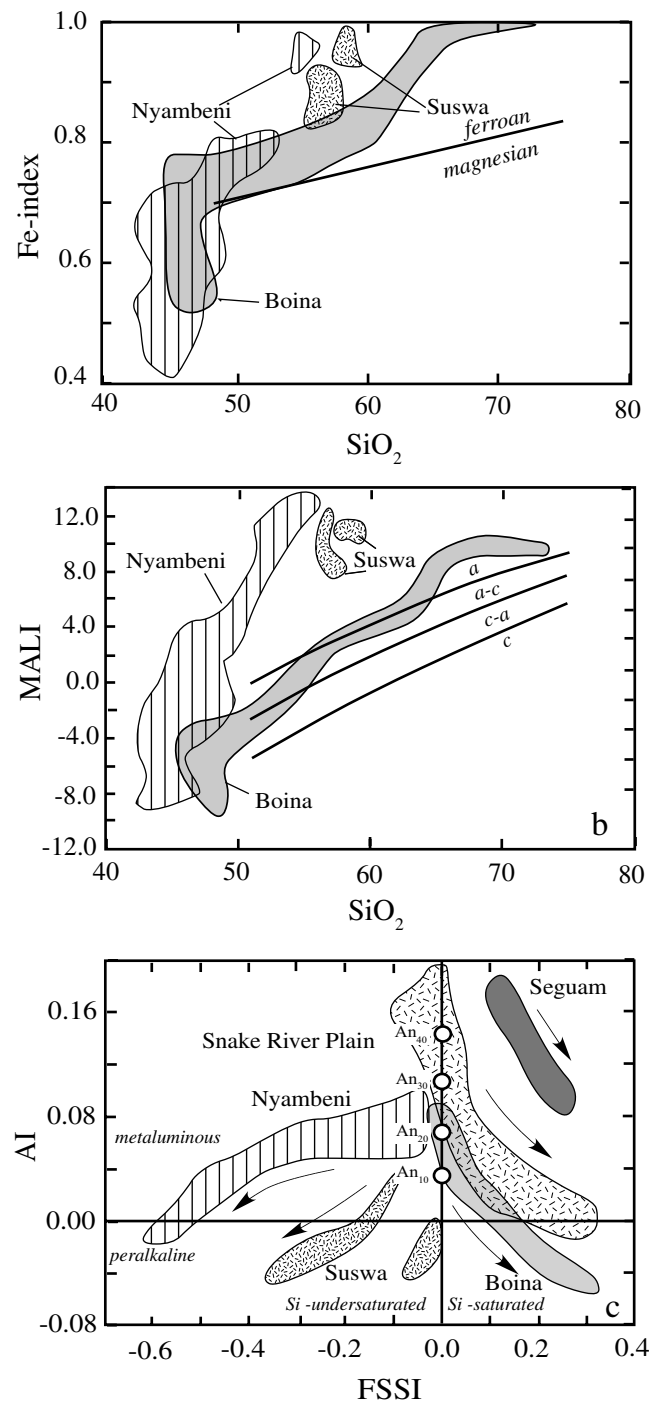 1.0
0.8
0.6
0.4
Fe-index
Nyambeni
Suswa
ferroan
magnesian
Boina
40
50
60
70
80
SiO2
12.0
8.0
4.0
0.0
-4.0
-8.0
-12.0
MALI
Nyambeni
Suswa
a
a-c
c-a
c
Boina
b
40
50
60
70
80
SiO2
0.16
0.08
0.00
-0.08
AI
Seguam
An40
Snake River Plain
An30
Nyambeni
An20
metaluminous
An10
peralkaline
Suswa
Boina
Si -undersaturated
Si -saturated
c
-0.6
-0.4
-0.2
0.0
0.2
0.4
FSSI